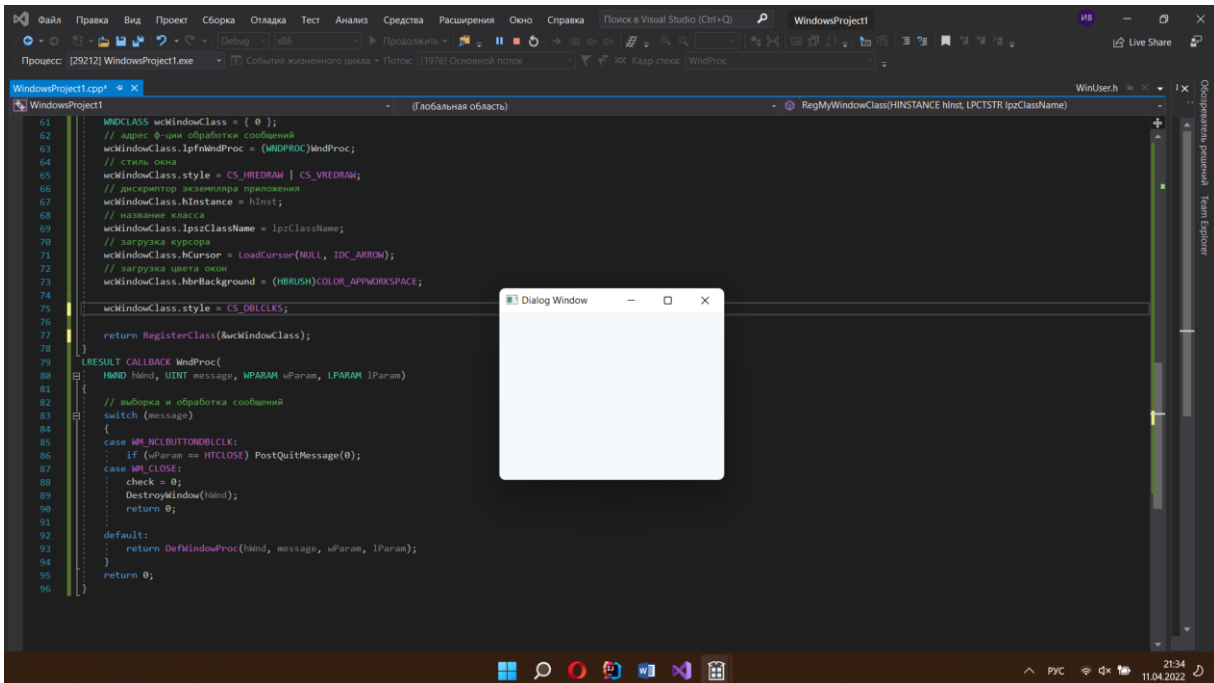 Файл Правка Вид Проект Сборка Отладка Тест Анализ Средства Расширения Окно Справка Поиск в Visual Studio (Ctrl+Q) WindowsProject1 ИВ
Debug x86 Продолжить Live Share
Процесс: [29212] WindowsProject1.exe События жизненного цикла Поток: [1976] Основной поток Кадр стека: WndProc
WindowsProject1.cpp* WinUser.h
WindowsProject1 (Глобальная область) RegMyWindowClass(HINSTANCE hInst, LPCTSTR lpzClassName)
61 WNDCLASS wcWindowClass = { 0 };
62 // адрес ф-ции обработки сообщений
63 wcWindowClass.lpfnWndProc = (WNDPROC)WndProc;
64 // стиль окна
65 wcWindowClass.style = CS_HREDRAW | CS_VREDRAW;
66 // дискриптор экземпляра приложения
67 wcWindowClass.hInstance = hInst;
68 // название класса
69 wcWindowClass.lpszClassName = lpzClassName;
70 // загрузка курсора
71 wcWindowClass.hCursor = LoadCursor(NULL, IDC_ARROW);
72 // загрузка цвета окон
73 wcWindowClass.hbrBackground = (HBRUSH)COLOR_APPWORKSPACE;
74
75 wcWindowClass.style = CS_DBLCLKS;
76
77 return RegisterClass(&wcWindowClass);
78 }
79 LRESULT CALLBACK WndProc(
80 HWND hWnd, UINT message, WPARAM wParam, LPARAM lParam)
81 {
82 // выборка и обработка сообщений
83 switch (message)
84 {
85 case WM_NCLBUTTONDBLCLK:
86 if (wParam == HTCLOSE) PostQuitMessage(0);
87 case WM_CLOSE:
88 check = 0;
89 DestroyWindow(hWnd);
90 return 0;
91
92 default:
93 return DefWindowProc(hWnd, message, wParam, lParam);
94 }
95 return 0;
96 }
Dialog Window
Обозреватель решений
Team Explorer
РУС 21:34
11.04.2022